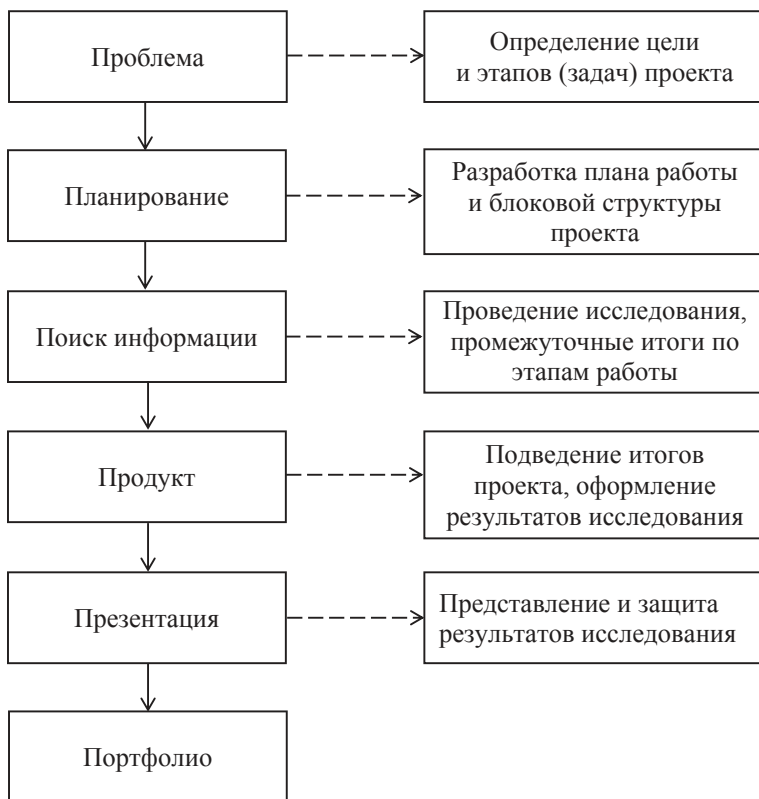 Проблема
Определение цели
и этапов (задач) проекта
Планирование
Разработка плана работы
и блоковой структуры
проекта
Поиск информации
Проведение исследования,
промежуточные итоги по
этапам работы
Продукт
Подведение итогов
проекта, оформление
результатов исследования
Презентация
Представление и защита
результатов исследования
Портфолио